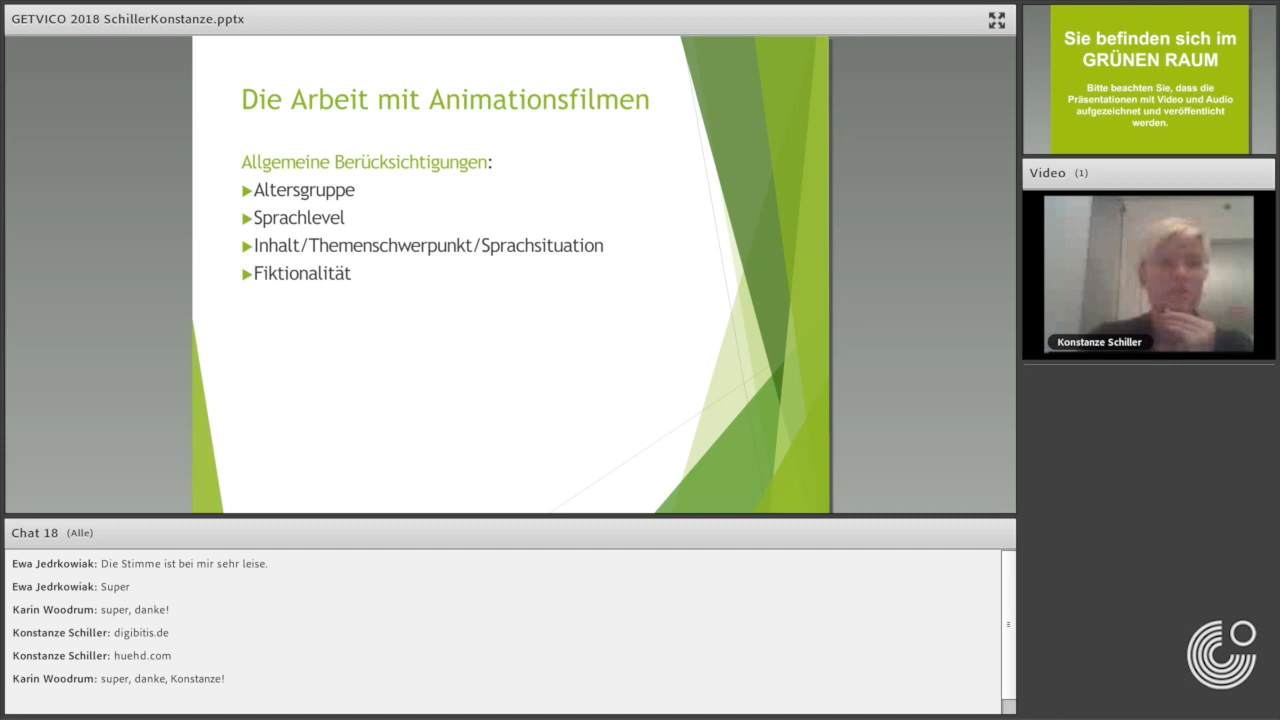 GETVICO 2018 SchillerKonstanze.pptx
Die Arbeit mit Animationsfilmen
Allgemeine Berücksichtigungen:
Altersgruppe
Sprachlevel
Inhalt/Themenschwerpunkt/Sprachsituation
Fiktionalität
Sie befinden sich im
GRÜNEN RAUM
Bitte beachten Sie, dass die
Präsentationen mit Video und Audio
aufgezeichnet und veröffentlicht
werden.
Video (1)
Konstanze Schiller
Chat 18 (Alle)
Ewa Jedrkowiak: Die Stimme ist bei mir sehr leise.
Ewa Jedrkowiak: Super
Karin Woodrum: super, danke!
Konstanze Schiller: digibitis.de
Konstanze Schiller: huehd.com
Karin Woodrum: super, danke, Konstanze!